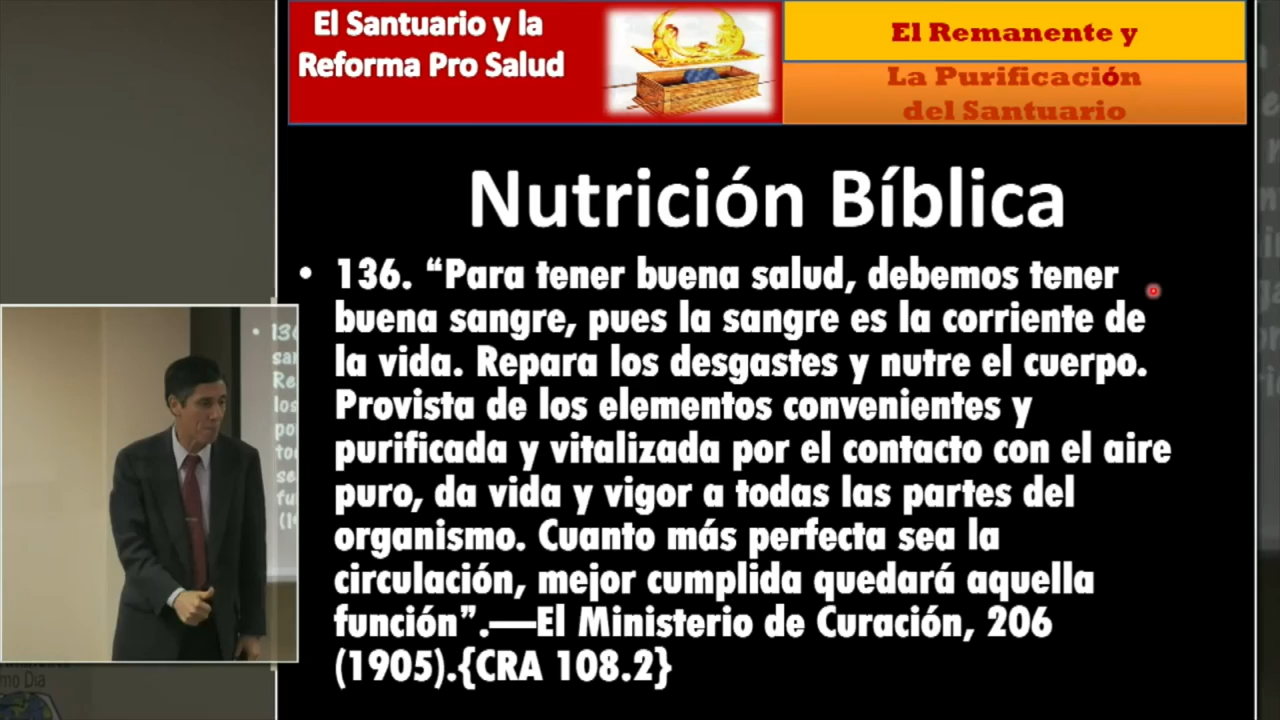 El Santuario y la
Reforma Pro Salud
El Remanente y
La Purificación
del Santuario
Nutrición Bíblica
• 136. “Para tener buena salud, debemos tener
buena sangre, pues la sangre es la corriente de
la vida. Repara los desgastes y nutre el cuerpo.
Provista de los elementos convenientes y
purificada y vitalizada por el contacto con el aire
puro, da vida y vigor a todas las partes del
organismo. Cuanto más perfecta sea la
circulación, mejor cumplida quedará aquella
función”.—El Ministerio de Curación, 206
(1905).{CRA 108.2}